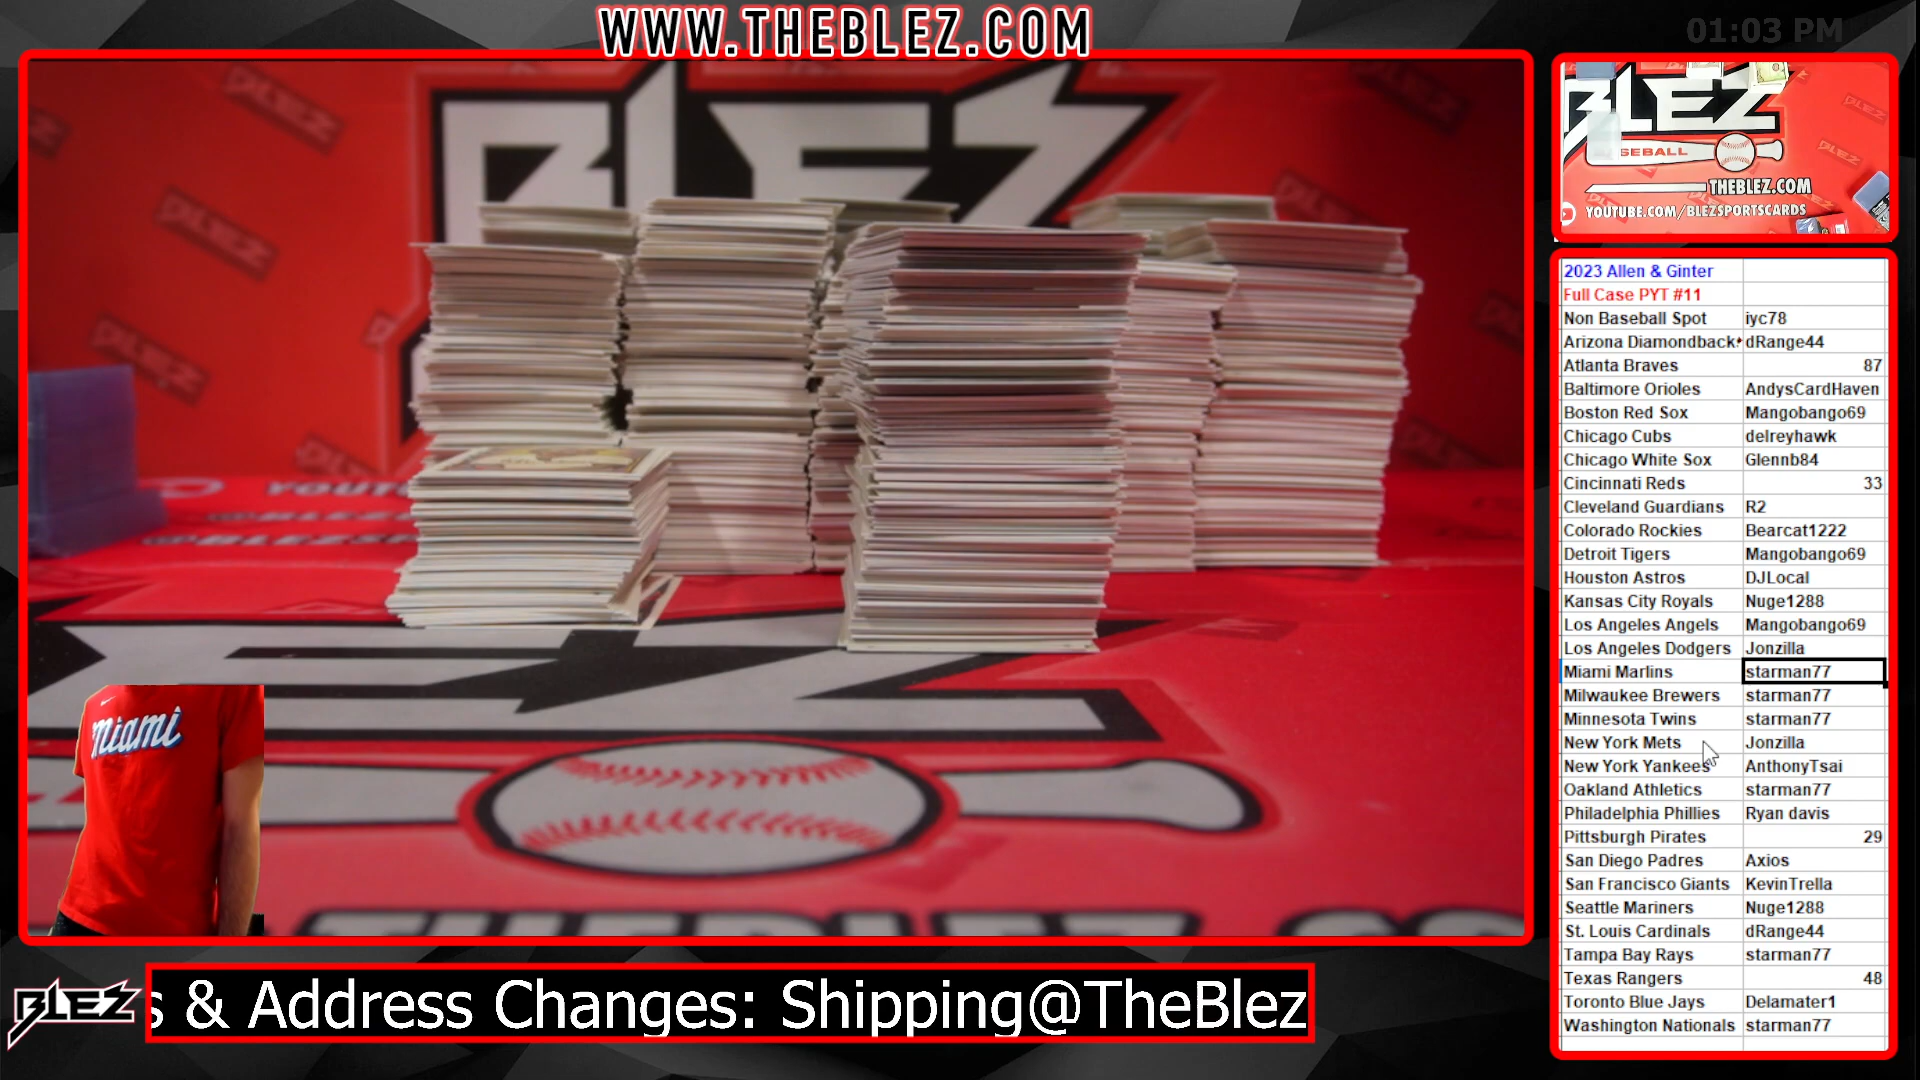 WWW.THEBLEZ.COM
01:03 PM
BLEZ
BLEZ
SEBALL
THEBLEZ.COM
YOUTUBE.COM/BLEZSPORTSCARDS
2023 Allen & Ginter
Full Case PYT #11
Non Baseball Spot iyc78
Arizona Diamondback dRange44
Atlanta Braves 87
Baltimore Orioles AndysCardHaven
Boston Red Sox Mangobango69
Chicago Cubs delreyhawk
Chicago White Sox Glennb84
Cincinnati Reds 33
Cleveland Guardians R2
Colorado Rockies Bearcat1222
Detroit Tigers Mangobango69
Houston Astros DJLocal
Kansas City Royals Nuge1288
Los Angeles Angels Mangobango69
Los Angeles Dodgers Jonzilla
Miami Marlins starman77
Milwaukee Brewers starman77
Minnesota Twins starman77
New York Mets Jonzilla
New York Yankees AnthonyTsai
Oakland Athletics starman77
Philadelphia Phillies Ryan davis
Pittsburgh Pirates 29
San Diego Padres Axios
San Francisco Giants KevinTrella
Seattle Mariners Nuge1288
St. Louis Cardinals dRange44
Tampa Bay Rays starman77
Texas Rangers 48
Toronto Blue Jays Delamater1
Washington Nationals starman77
Miami
BLEZ
s & Address Changes: Shipping@TheBlez